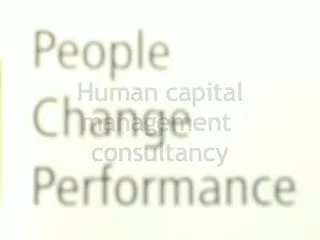 People
Human capital
Change
management
consultancy
Performance